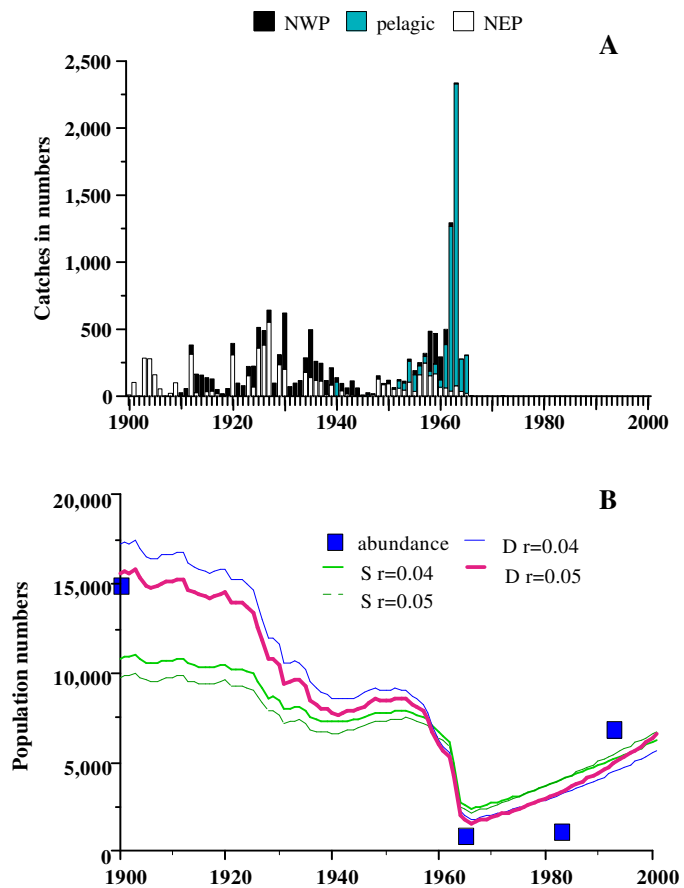 NWP pelagic NEP
A
2,500
2,000
1,500
1,000
500
0
Catches in numbers
1900 1920 1940 1960 1980 2000
B
20,000
15,000
10,000
5,000
0
Population numbers
abundance D r=0.04
S r=0.04 D r=0.05
S r=0.05
1900 1920 1940 1960 1980 2000